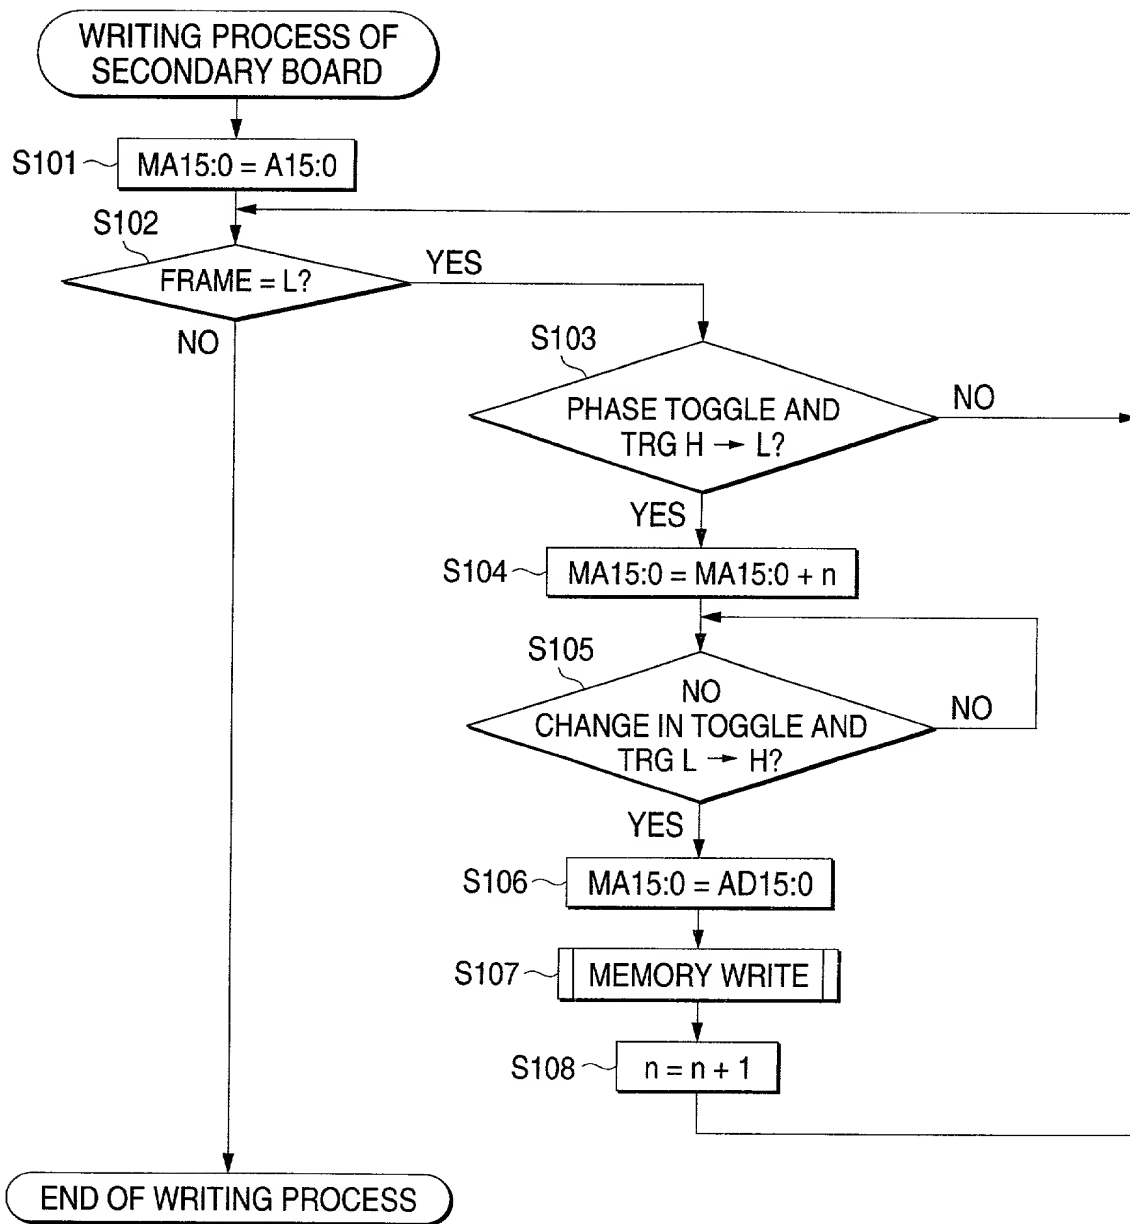 WRITING PROCESS OF
SECONDARY BOARD
S101
MA15:0 = A15:0
S102
FRAME = L?
YES
NO
S103
PHASE TOGGLE AND
TRG H → L?
NO
YES
S104
MA15:0 = MA15:0 + n
S105
NO
CHANGE IN TOGGLE AND
TRG L → H?
NO
YES
S106
MA15:0 = AD15:0
S107
MEMORY WRITE
S108
n = n + 1
END OF WRITING PROCESS